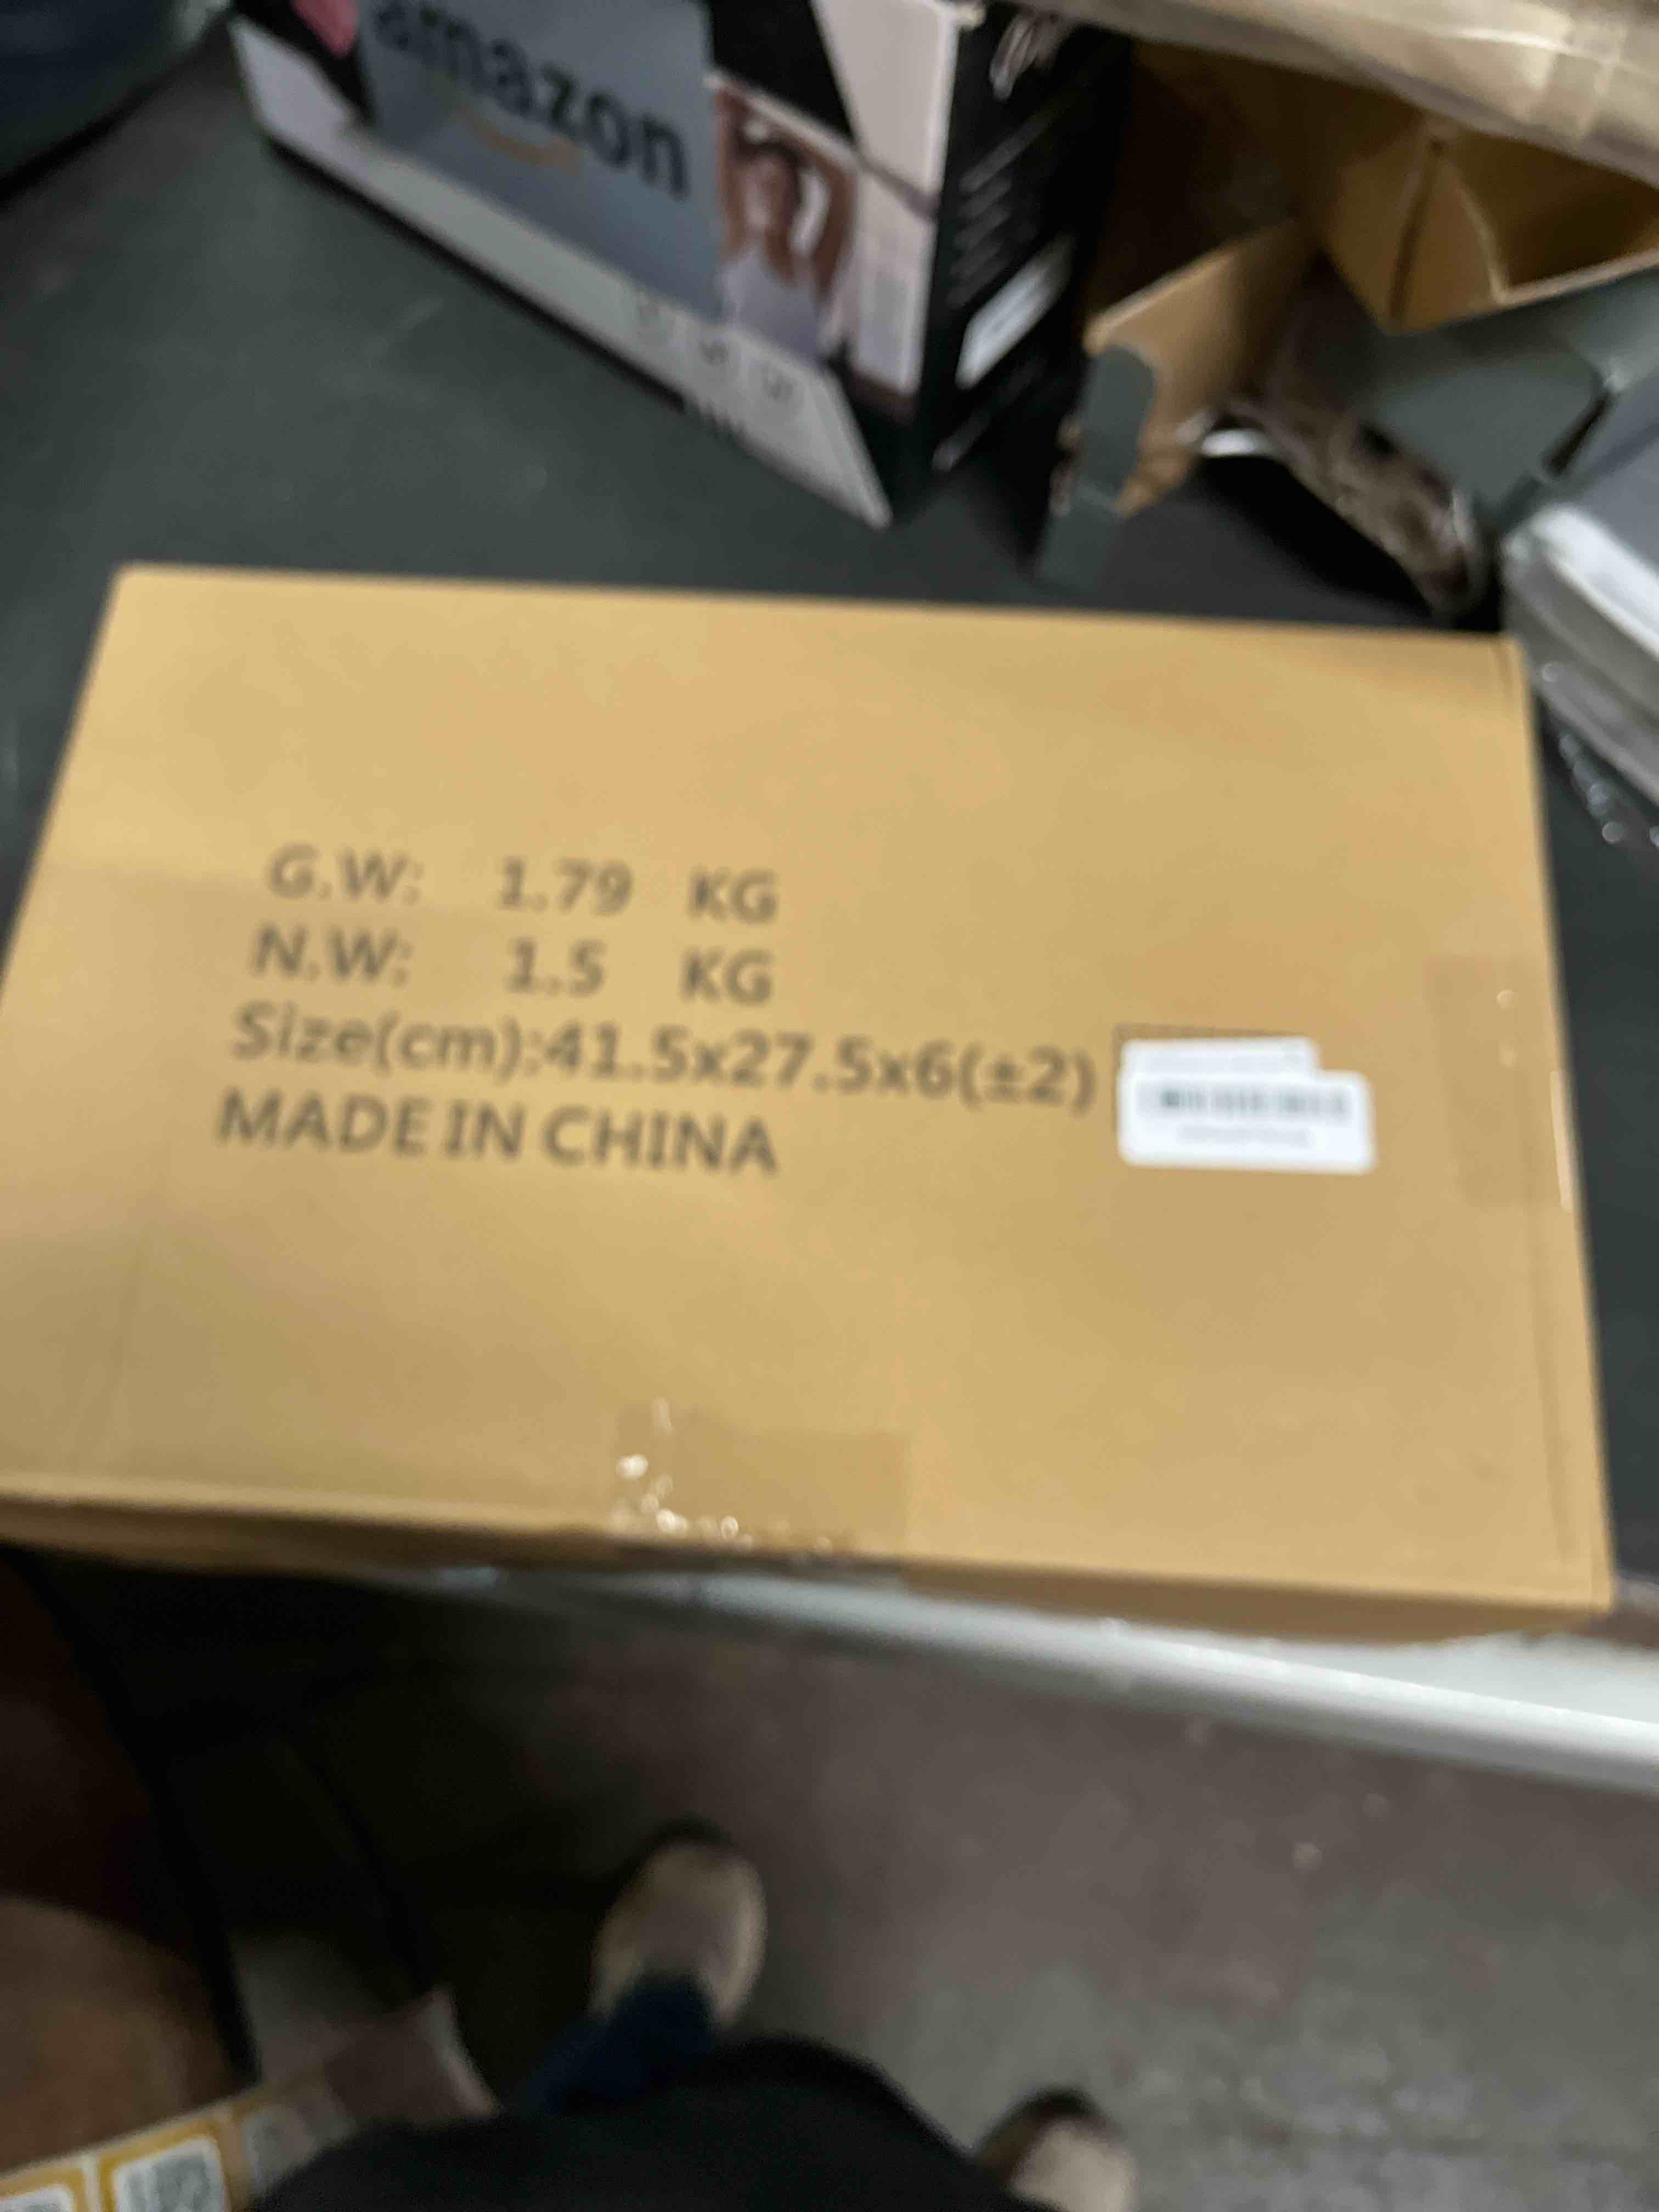 amazon
G.W: 1.79 KG
N.W: 1.5 KG
Size(cm):41.5x27.5x6(±2)
MADE IN CHINA